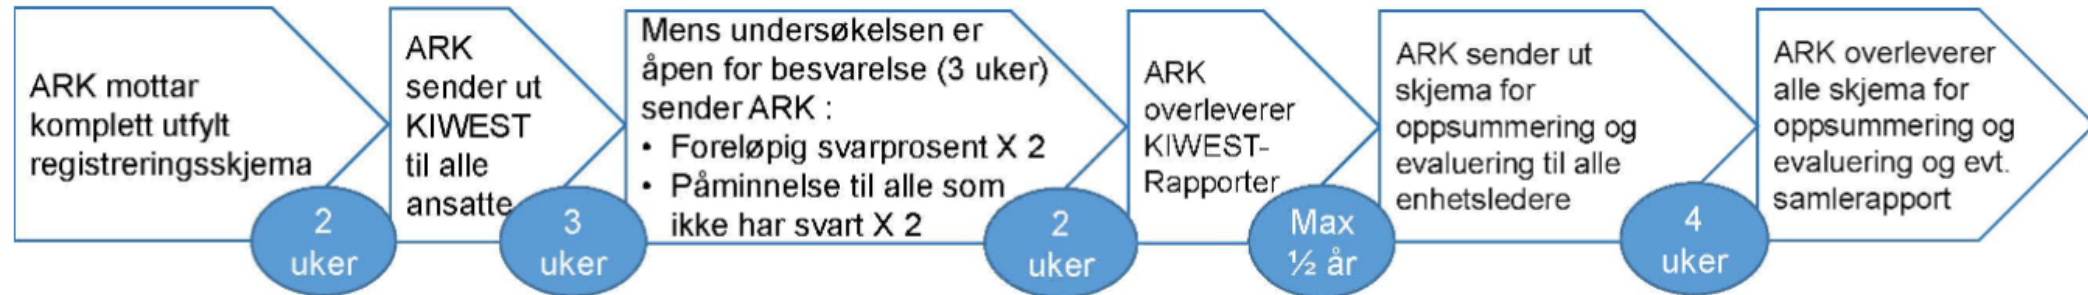 ARK mottar
komplett utfylt
registreringsskjema
2
uker
ARK
sender ut
KIWEST
til alle
ansatte
3
uker
Mens undersøkelsen er
åpen for besvarelse (3 uker)
sender ARK :
• Foreløpig svarprosent X 2
• Påminnelse til alle som
ikke har svart X 2
2
uker
ARK
overleverer
KIWEST-
Rapporter
Max
½ år
ARK sender ut
skjema for
oppsummering og
evaluering til alle
enhetsledere
4
uker
ARK overleverer
alle skjema for
oppsummering og
evaluering og evt.
samlerapport